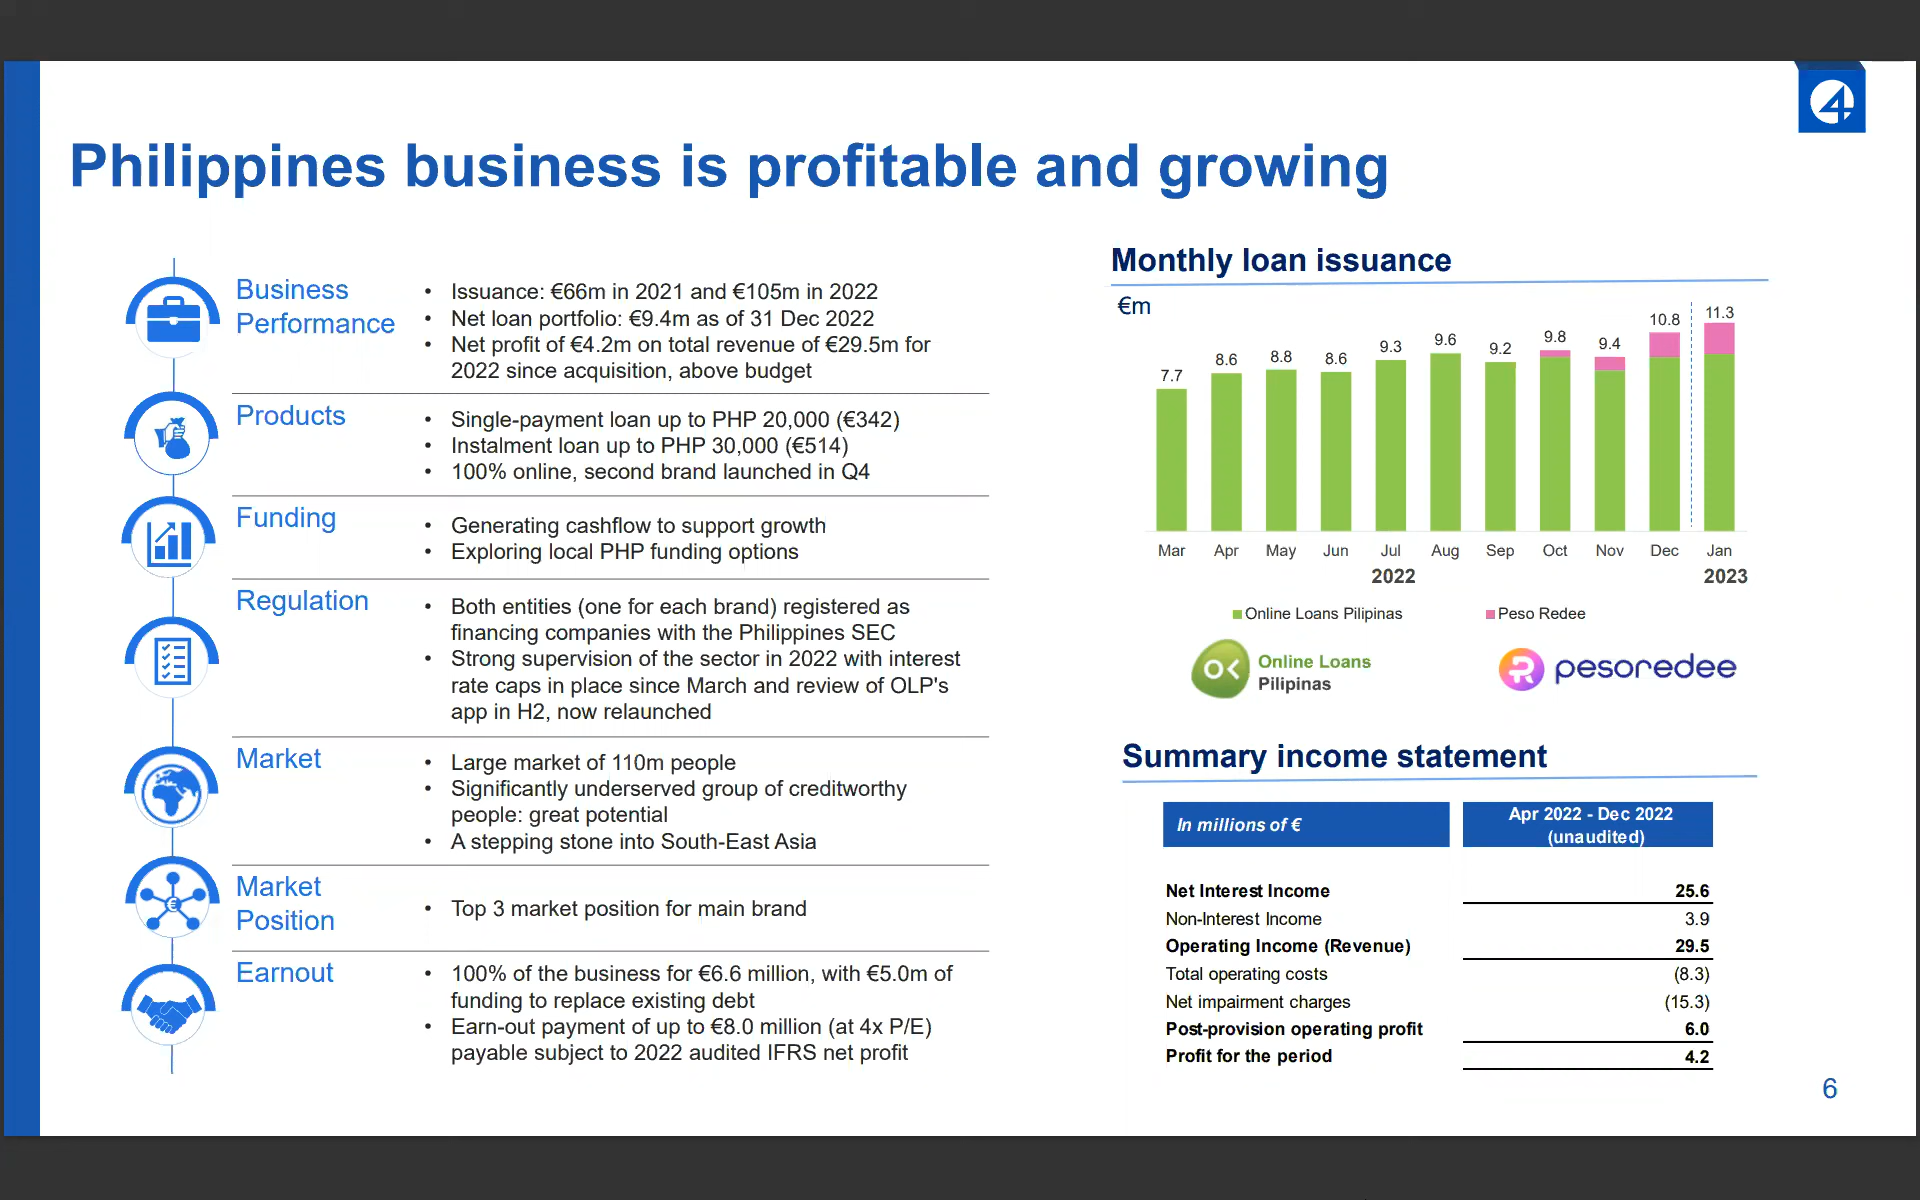 Philippines business is profitable and growing
Business
Performance
• Issuance: €66m in 2021 and €105m in 2022
• Net loan portfolio: €9.4m as of 31 Dec 2022
• Net profit of €4.2m on total revenue of €29.5m for
2022 since acquisition, above budget
Products
• Single-payment loan up to PHP 20,000 (€342)
• Instalment loan up to PHP 30,000 (€514)
• 100% online, second brand launched in Q4
Funding
• Generating cashflow to support growth
• Exploring local PHP funding options
Regulation
• Both entities (one for each brand) registered as
financing companies with the Philippines SEC
• Strong supervision of the sector in 2022 with interest
rate caps in place since March and review of OLP's
app in H2, now relaunched
Market
• Large market of 110m people
• Significantly underserved group of creditworthy
people: great potential
• A stepping stone into South-East Asia
Market
Position
• Top 3 market position for main brand
Earnout
• 100% of the business for €6.6 million, with €5.0m of
funding to replace existing debt
• Earn-out payment of up to €8.0 million (at 4x P/E)
payable subject to 2022 audited IFRS net profit
Monthly loan issuance
€m
7.7 8.6 8.8 8.6 9.3 9.6 9.2 9.8 9.4 10.8 11.3
Mar Apr May Jun Jul Aug Sep Oct Nov Dec Jan
2022 2023
Online Loans Pilipinas Peso Redee
OK Online Loans
Pilipinas
R pesoredee
Summary income statement
In millions of €
Apr 2022 - Dec 2022
(unaudited)
Net Interest Income 25.6
Non-Interest Income 3.9
Operating Income (Revenue) 29.5
Total operating costs (8.3)
Net impairment charges (15.3)
Post-provision operating profit 6.0
Profit for the period 4.2
6
4